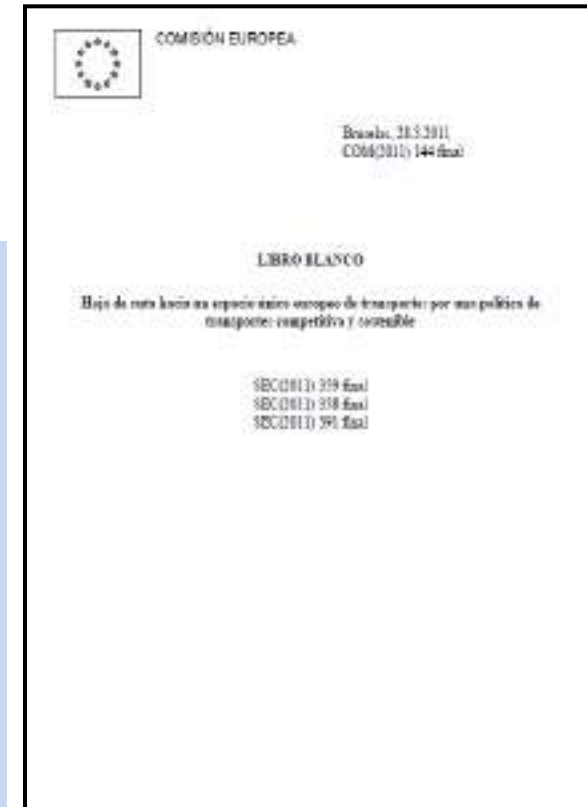 COMISIÓN EUROPEA
Bruselas, 28.3.2011
COM(2011) 144 final
LIBRO BLANCO
Hoja de ruta hacia un espacio único europeo de transporte: por una política de
transportes competitiva y sostenible
SEC(2011) 359 final
SEC(2011) 358 final
SEC(2011) 391 final